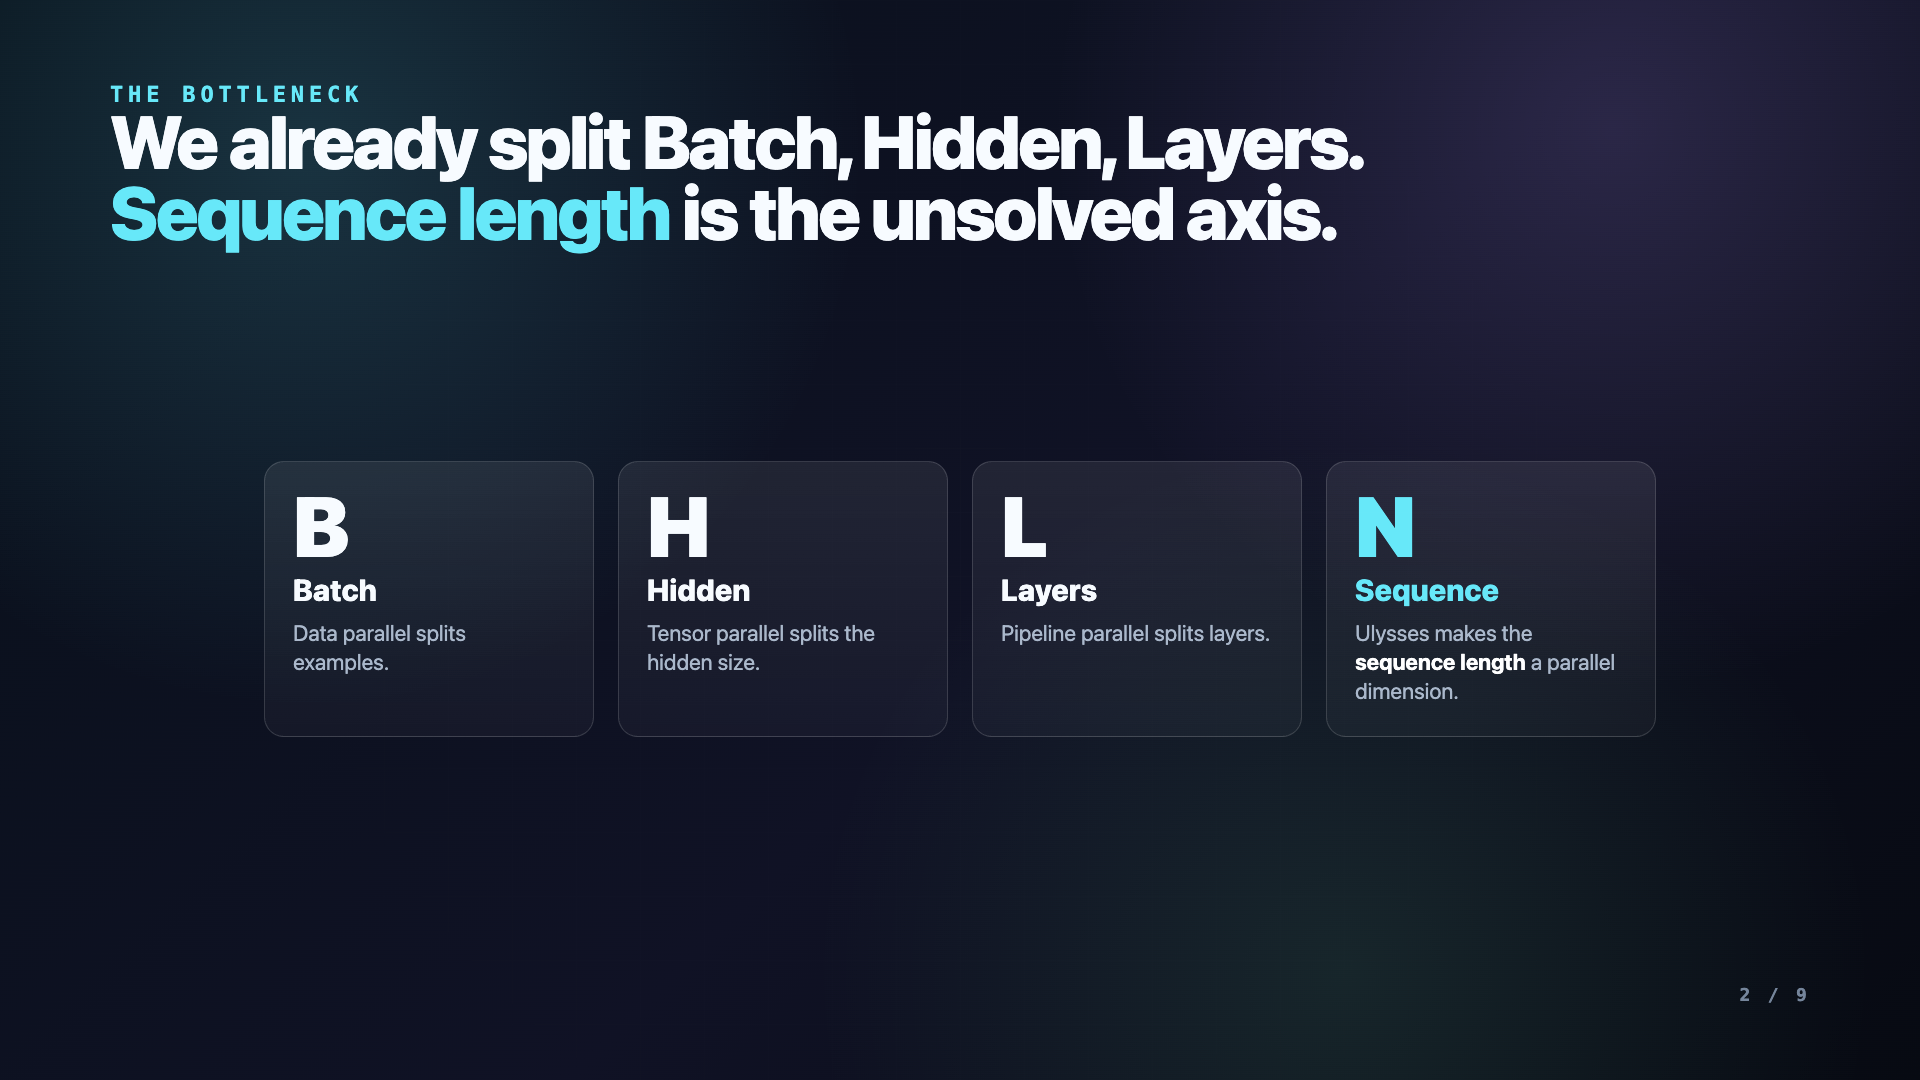 THE BOTTLENECK
We already split Batch, Hidden, Layers.
Sequence length is the unsolved axis.
B
Batch
Data parallel splits
examples.
H
Hidden
Tensor parallel splits the
hidden size.
L
Layers
Pipeline parallel splits layers.
N
Sequence
Ulysses makes the
sequence length a parallel
dimension.
2 / 9